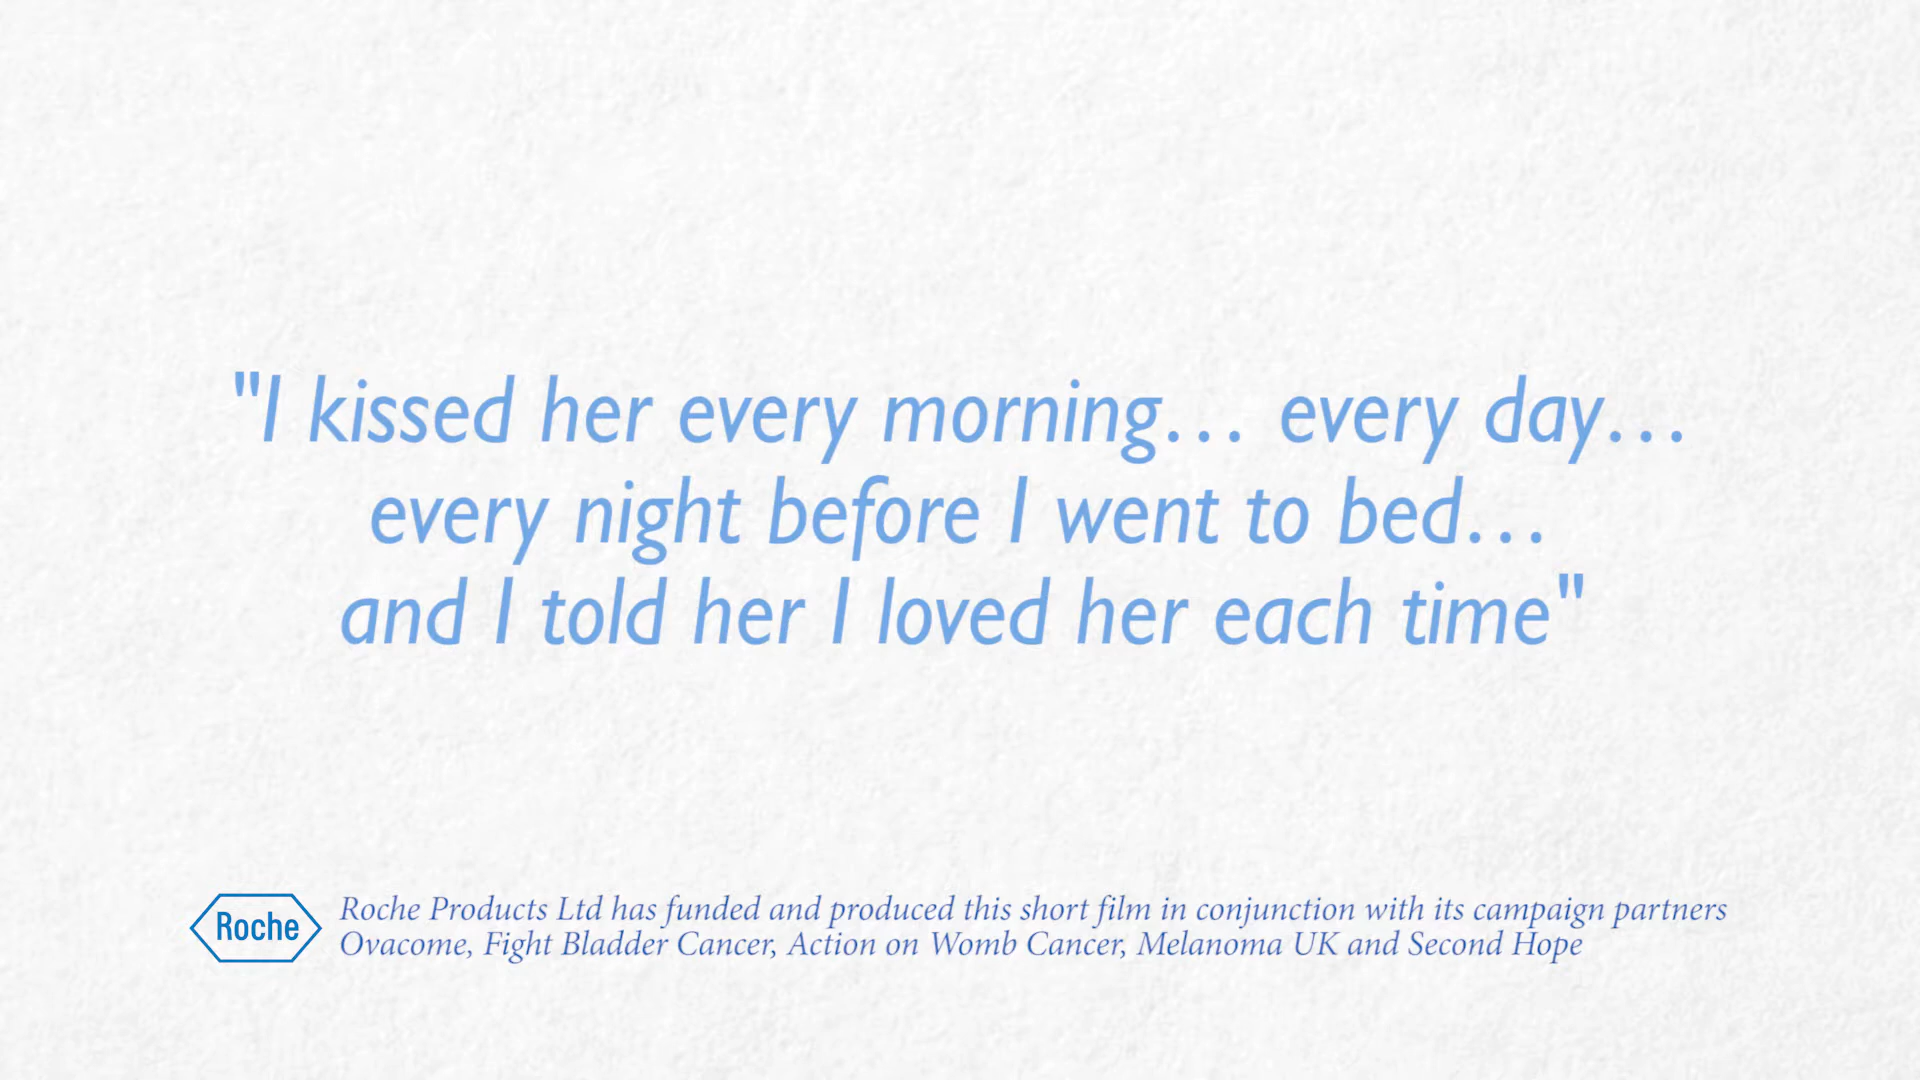 "I kissed her every morning… every day…
every night before I went to bed…
and I told her I loved her each time"
Roche
Roche Products Ltd has funded and produced this short film in conjunction with its campaign partners
Ovacome, Fight Bladder Cancer, Action on Womb Cancer, Melanoma UK and Second Hope